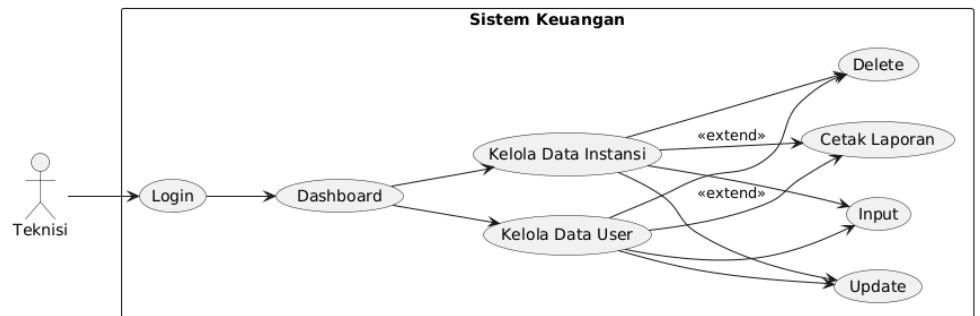 Sistem Keuangan
Delete
«extend»
Cetak Laporan
Kelola Data Instansi
Login
Dashboard
«extend»
Input
Teknisi
Kelola Data User
Update